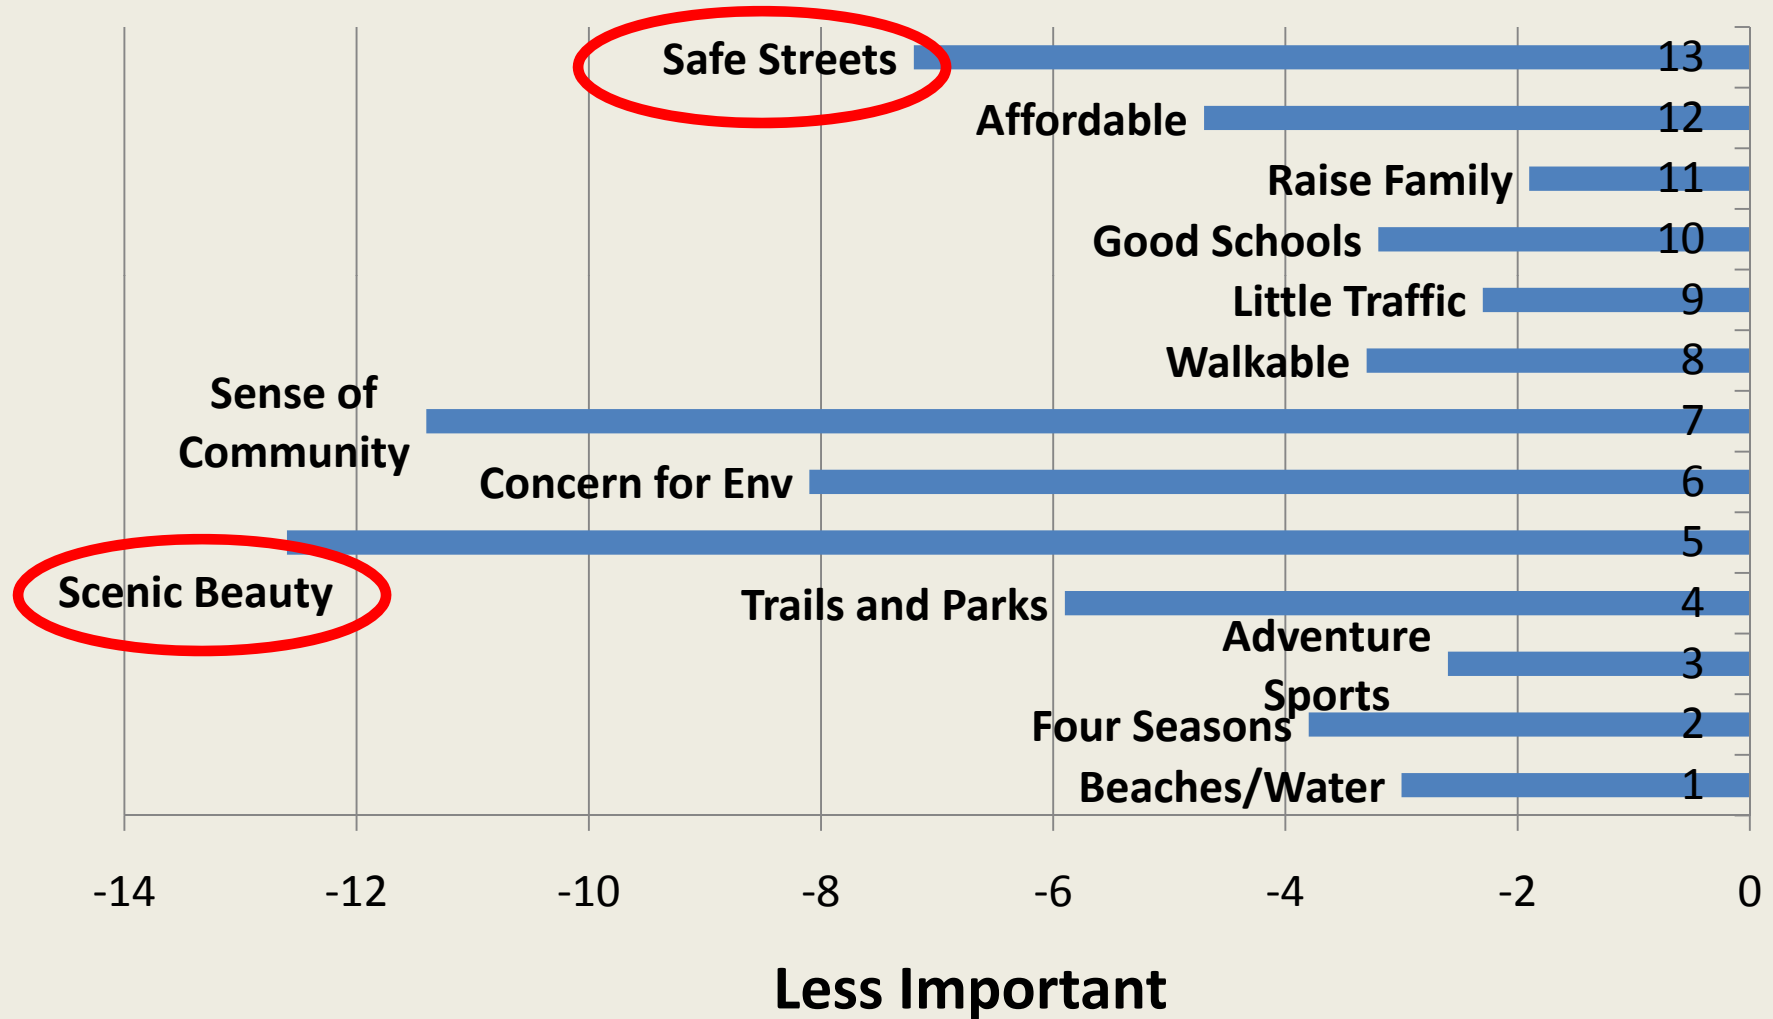 Safe Streets 13
Affordable 12
Raise Family 11
Good Schools 10
Little Traffic 9
Walkable 8
Sense of
Community 7
Concern for Env 6
5
Scenic Beauty
Trails and Parks 4
Adventure
Sports 3
Four Seasons 2
Beaches/Water 1
-14 -12 -10 -8 -6 -4 -2 0
Less Important